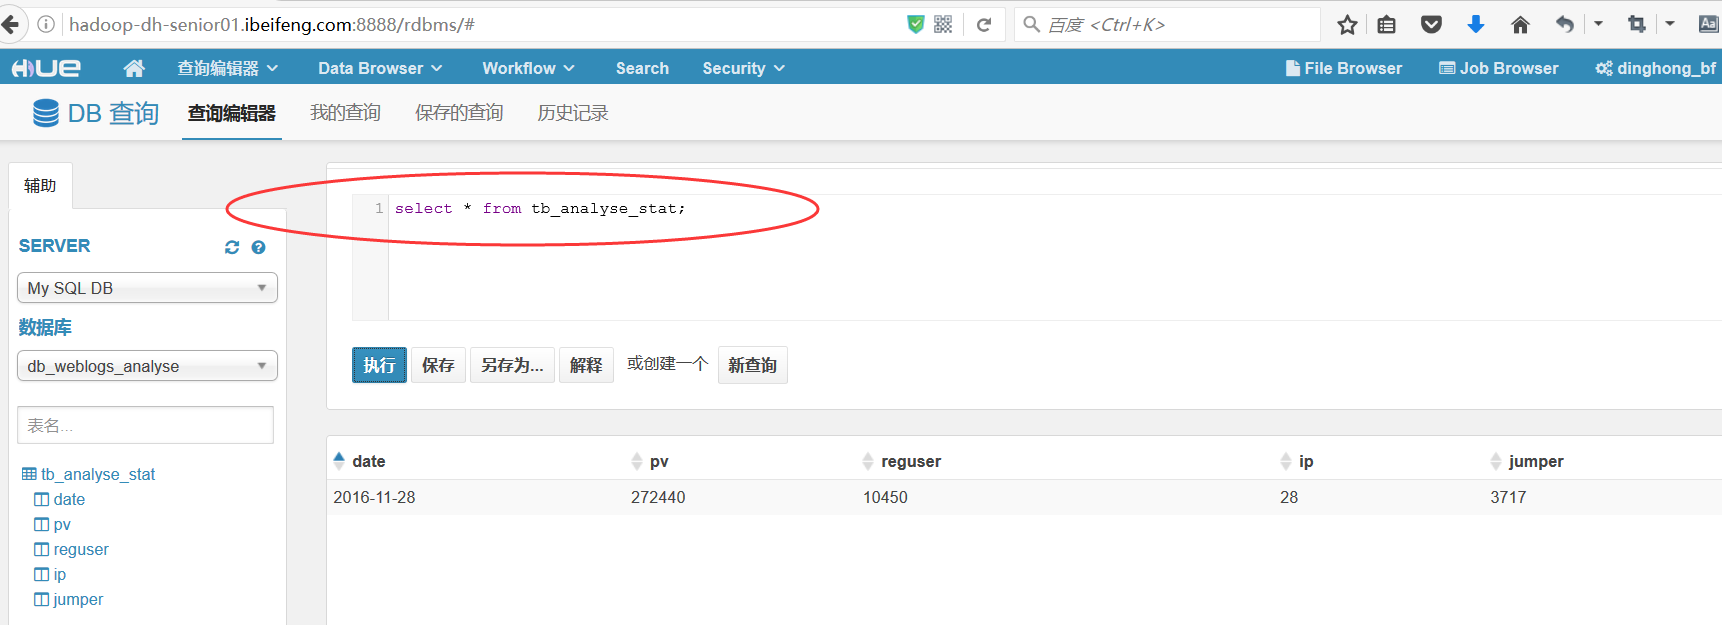 hadoop-dh-senior01.ibeifeng.com:8888/rdbms/#
百度 <Ctrl+K>
HUE 查询编辑器 Data Browser Workflow Search Security File Browser Job Browser dinghong_bf
DB 查询 查询编辑器 我的查询 保存的查询 历史记录
辅助
1 select * from tb_analyse_stat;
SERVER
My SQL DB
数据库
db_weblogs_analyse
执行 保存 另存为... 解释 或创建一个 新查询
表名...
date pv reguser ip jumper
2016-11-28 272440 10450 28 3717
tb_analyse_stat
date
pv
reguser
ip
jumper